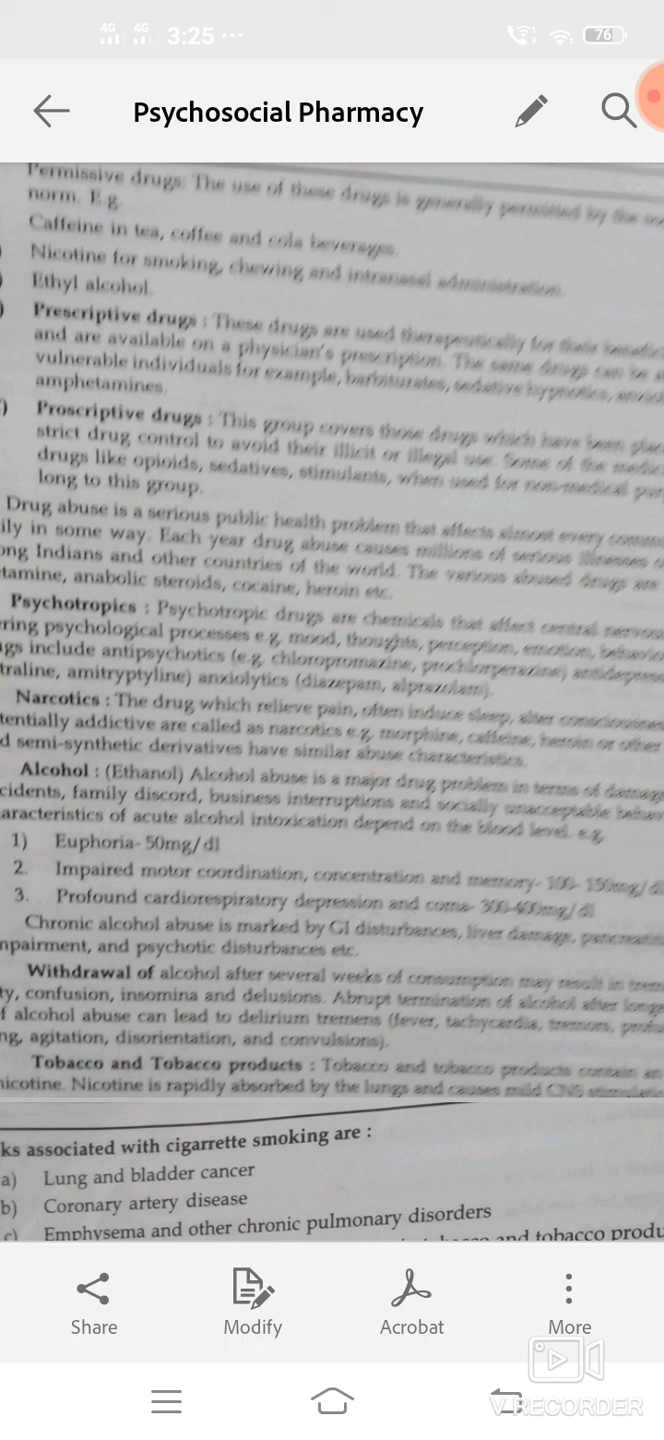 4G 4G 3:25 ... 76
Psychosocial Pharmacy
Permissive drugs: The use of these drugs is generally permitted by the
norm. E.g.
Caffeine in tea, coffee and cola beverages.
Nicotine for smoking, chewing and intranasal administration.
Ethyl alcohol.
Prescriptive drugs : These drugs are used therapeutically for their
and are available on a physician's prescription. The same drugs can be
vulnerable individuals for example, barbiturates, sedative hypnotics,
amphetamines.
Proscriptive drugs : This group covers those drugs which have been
strict drug control to avoid their illicit or illegal use. Some of the
drugs like opioids, sedatives, stimulants, when used for non-medical
long to this group.
Drug abuse is a serious public health problem that affects almost every
ily in some way. Each year drug abuse causes millions of serious illnesses
ong Indians and other countries of the world. The various abused drugs are
tamine, anabolic steroids, cocaine, heroin etc.
Psychotropics : Psychotropic drugs are chemicals that affect central
ring psychological processes e.g. mood, thoughts, perception, emotion,
ugs include antipsychotics (e.g. chloropromazine, prochlorperazine)
traline, amitryptyline) anxiolytics (diazepam, alprazolam).
Narcotics : The drug which relieve pain, often induce sleep, alter
tentially addictive are called as narcotics e.g. morphine, caffeine, heroin or other
d semi-synthetic derivatives have similar abuse characteristics.
Alcohol : (Ethanol) Alcohol abuse is a major drug problem in terms of
cidents, family discord, business interruptions and socially unacceptable
aracteristics of acute alcohol intoxication depend on the blood level. e.g,
1) Euphoria- 50mg/dl
2. Impaired motor coordination, concentration and memory- 100- 150mg/
3. Profound cardiorespiratory depression and coma- 300-400mg/dl
Chronic alcohol abuse is marked by GI disturbances, liver damage,
mpairment, and psychotic disturbances etc.
Withdrawal of alcohol after several weeks of consumption may result in
ty, confusion, insomina and delusions. Abrupt termination of alcohol after
f alcohol abuse can lead to delirium tremens (fever, tachycardia, tremors,
ng, agitation, disorientation, and convulsions).
Tobacco and Tobacco products : Tobacco and tobacco products contain
nicotine. Nicotine is rapidly absorbed by the lungs and causes mild CNS
ks associated with cigarrette smoking are :
a) Lung and bladder cancer
b) Coronary artery disease
c) Emphysema and other chronic pulmonary disorders
and tobacco produ
Share Modify Acrobat More
V RECORDER